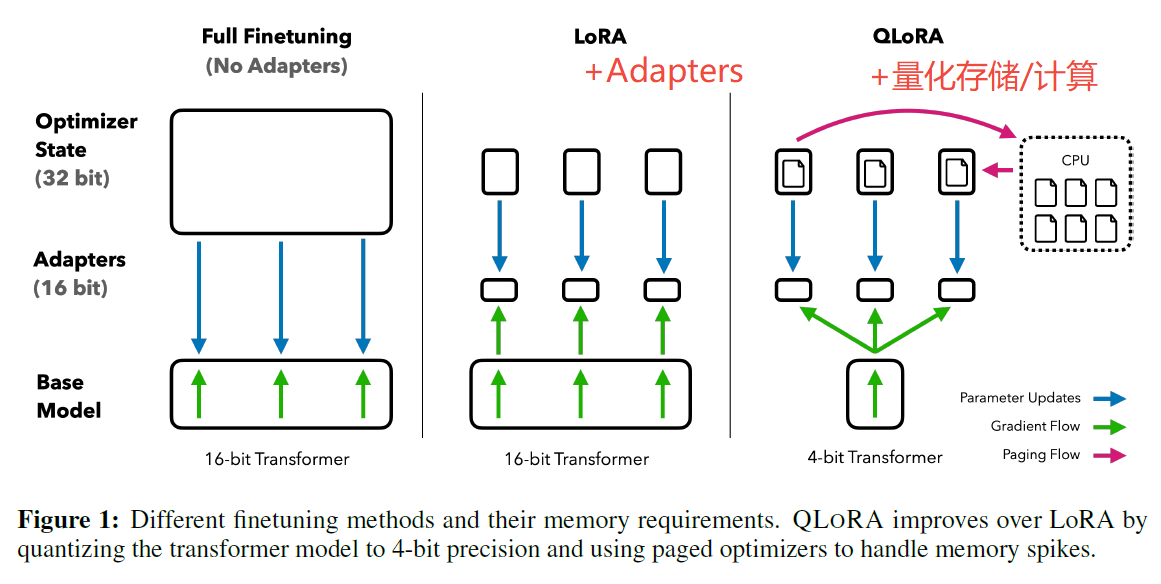 Full Finetuning
(No Adapters)
LoRA
+Adapters
QLoRA
+量化存储/计算
Optimizer
State
(32 bit)
CPU
Adapters
(16 bit)
Base
Model
Parameter Updates
Gradient Flow
Paging Flow
16-bit Transformer
16-bit Transformer
4-bit Transformer
Figure 1: Different finetuning methods and their memory requirements. QLORA improves over LoRA by
quantizing the transformer model to 4-bit precision and using paged optimizers to handle memory spikes.